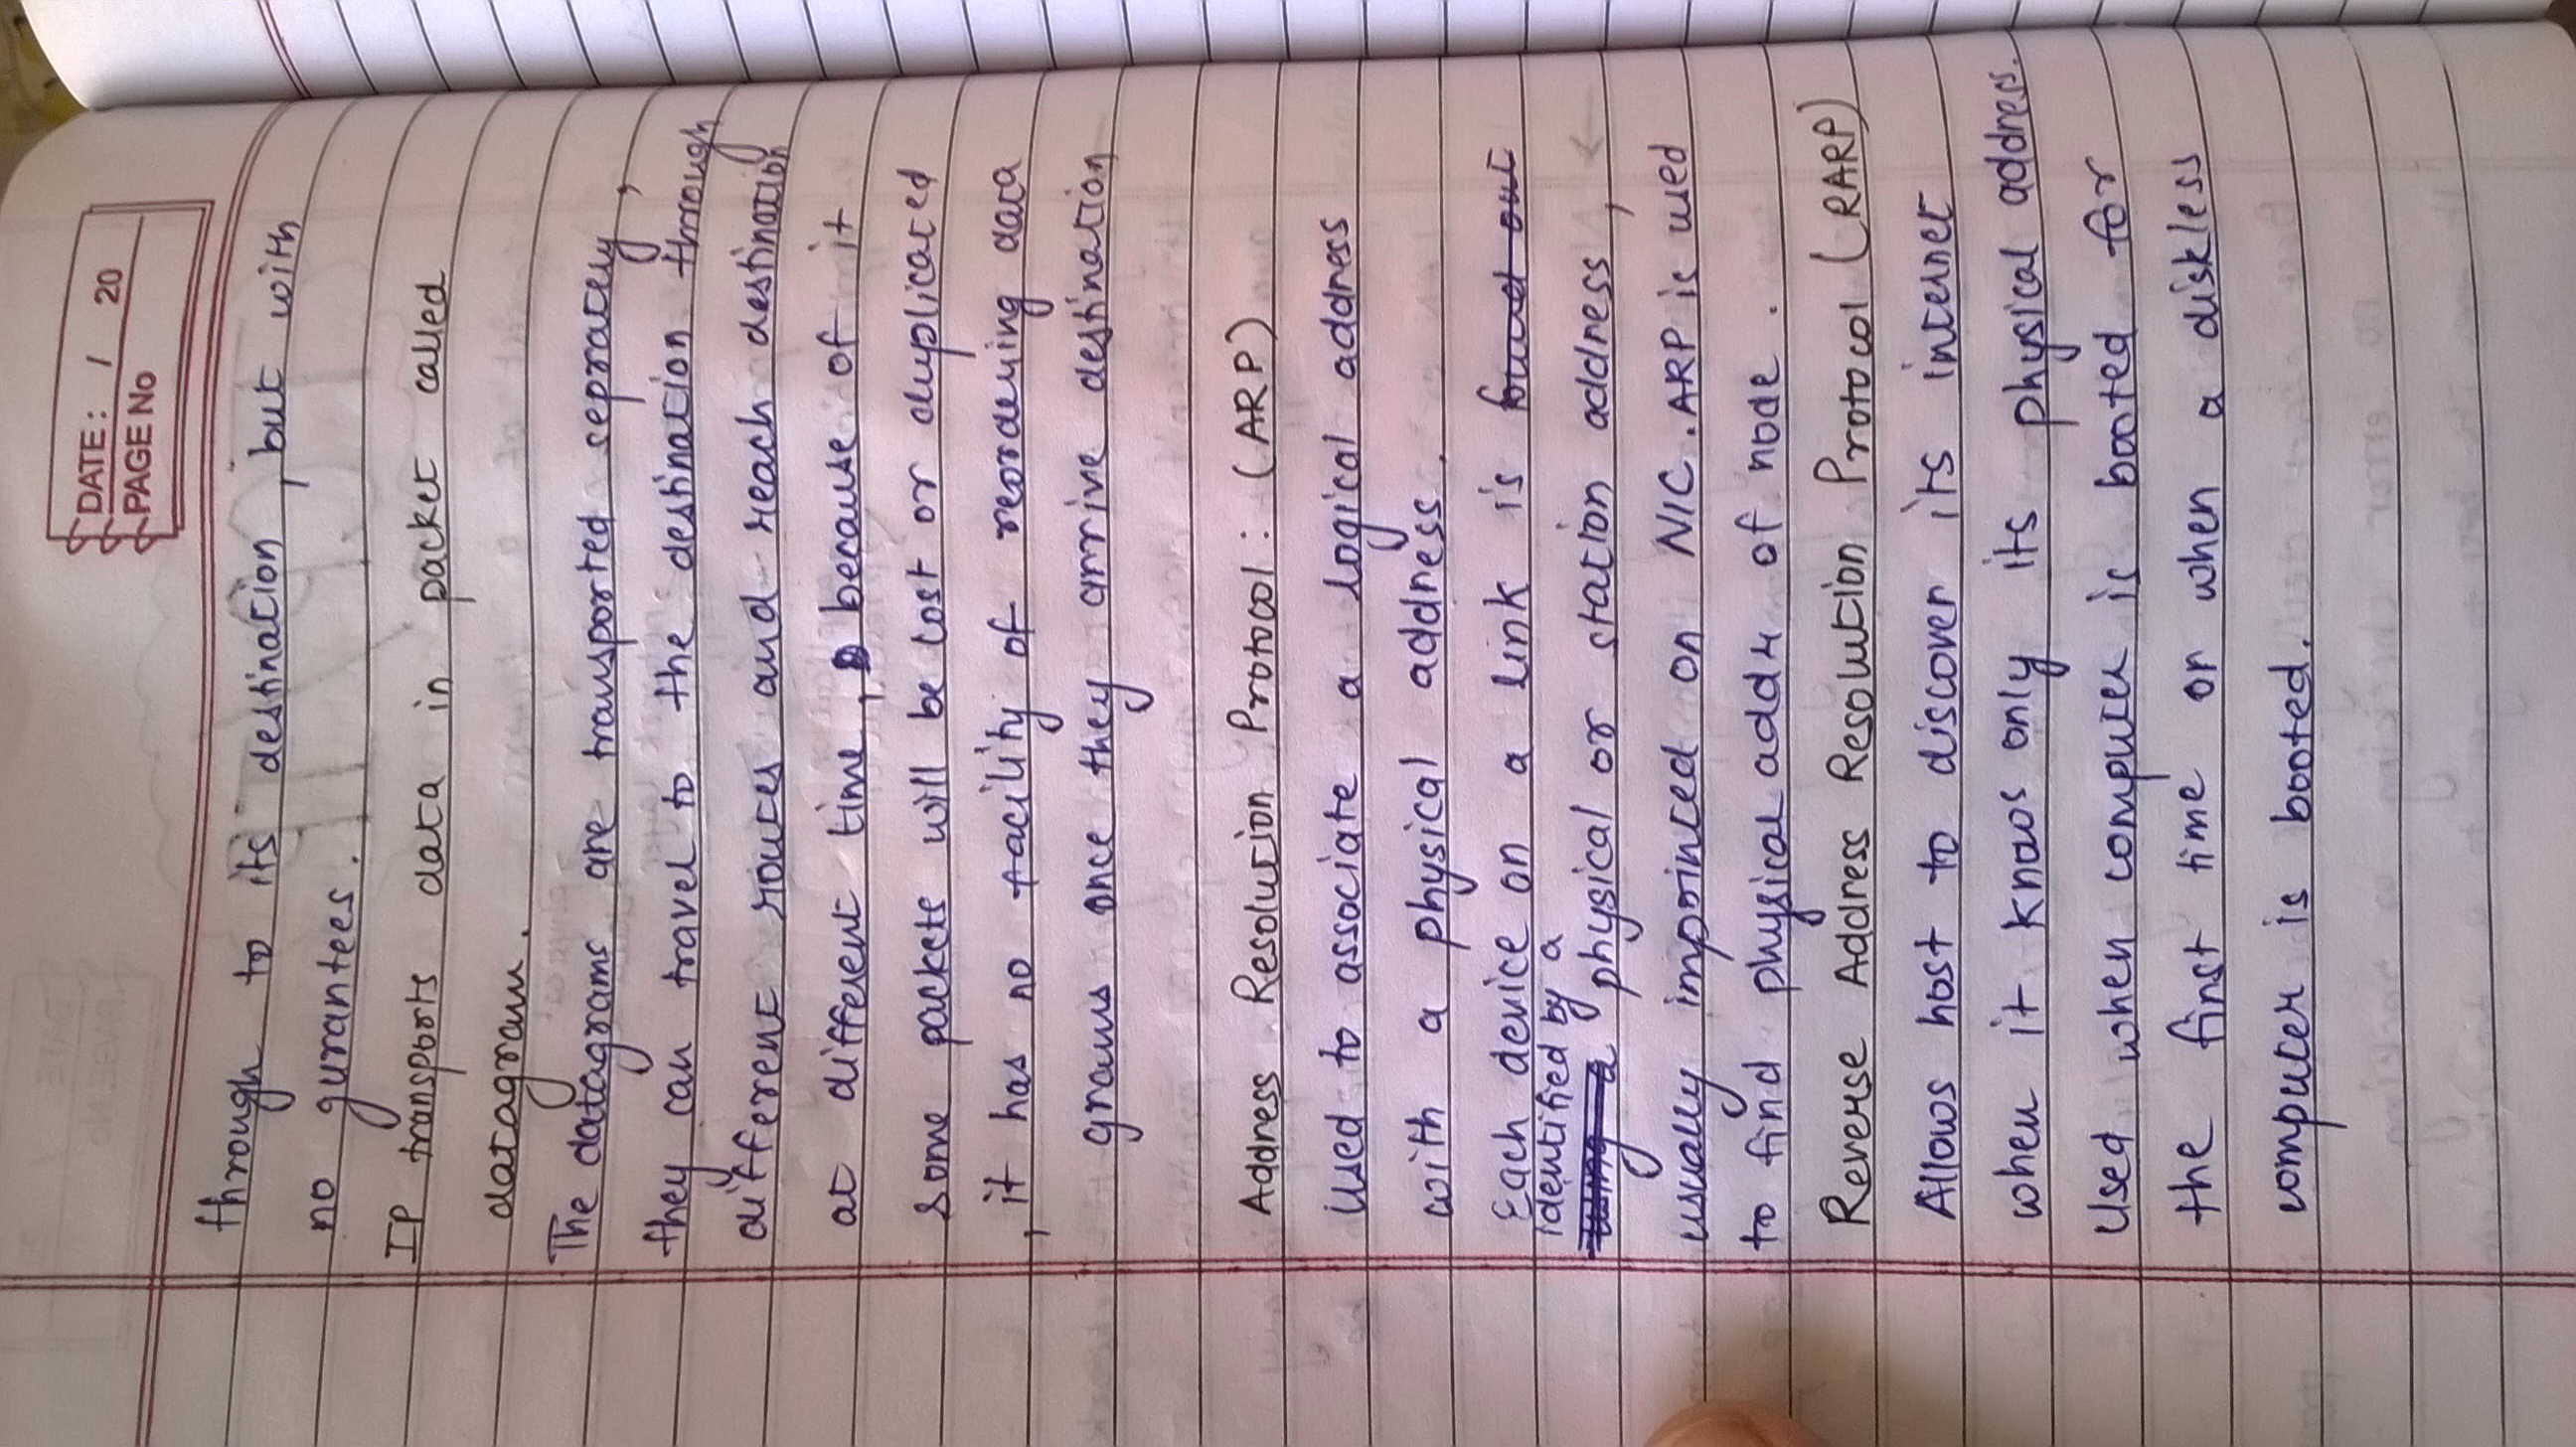 DATE: / 20
PAGE No
through to its destination, but with
no gurantees.
IP transports data in packet called
datagram.
The datagrams are transported seprately,
they can travel to the destination through
different routes and reach destination
at different time, because of it
some packets will be lost or duplicated
, it has no facility of reordering data
grams once they arrive destination
Address Resolution Protocol: (ARP)
Used to associate a logical address
with a physical address.
Each device on a link is found out
identified by a
using a physical or station address,
usually imprinted on NIC. ARP is used
to find physical addr of node.
Reverse Address Resolution Protocol (RARP)
Allows host to discover its internet
when it knaos only its physical address.
Used when computer is booted for
the first time or when a diskless
computer is booted.